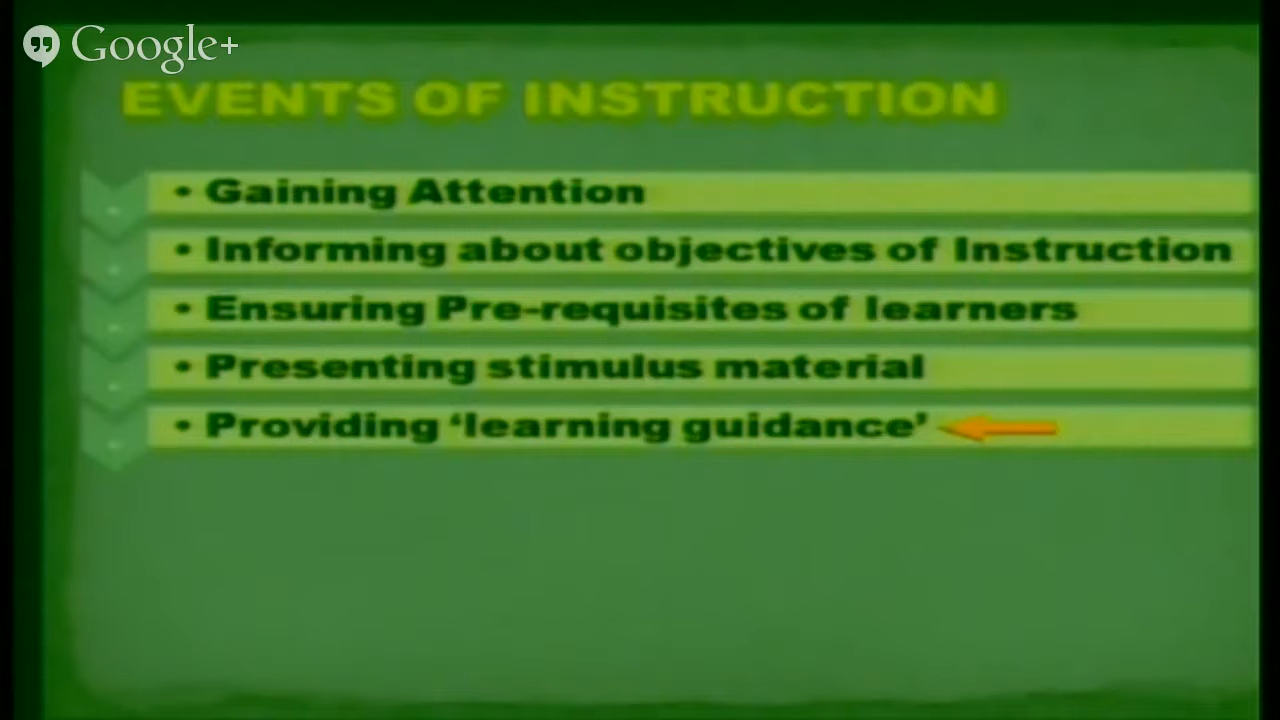 Google+
EVENTS OF INSTRUCTION
• Gaining Attention
• Informing about objectives of Instruction
• Ensuring Pre-requisites of learners
• Presenting stimulus material
• Providing ‘learning guidance’